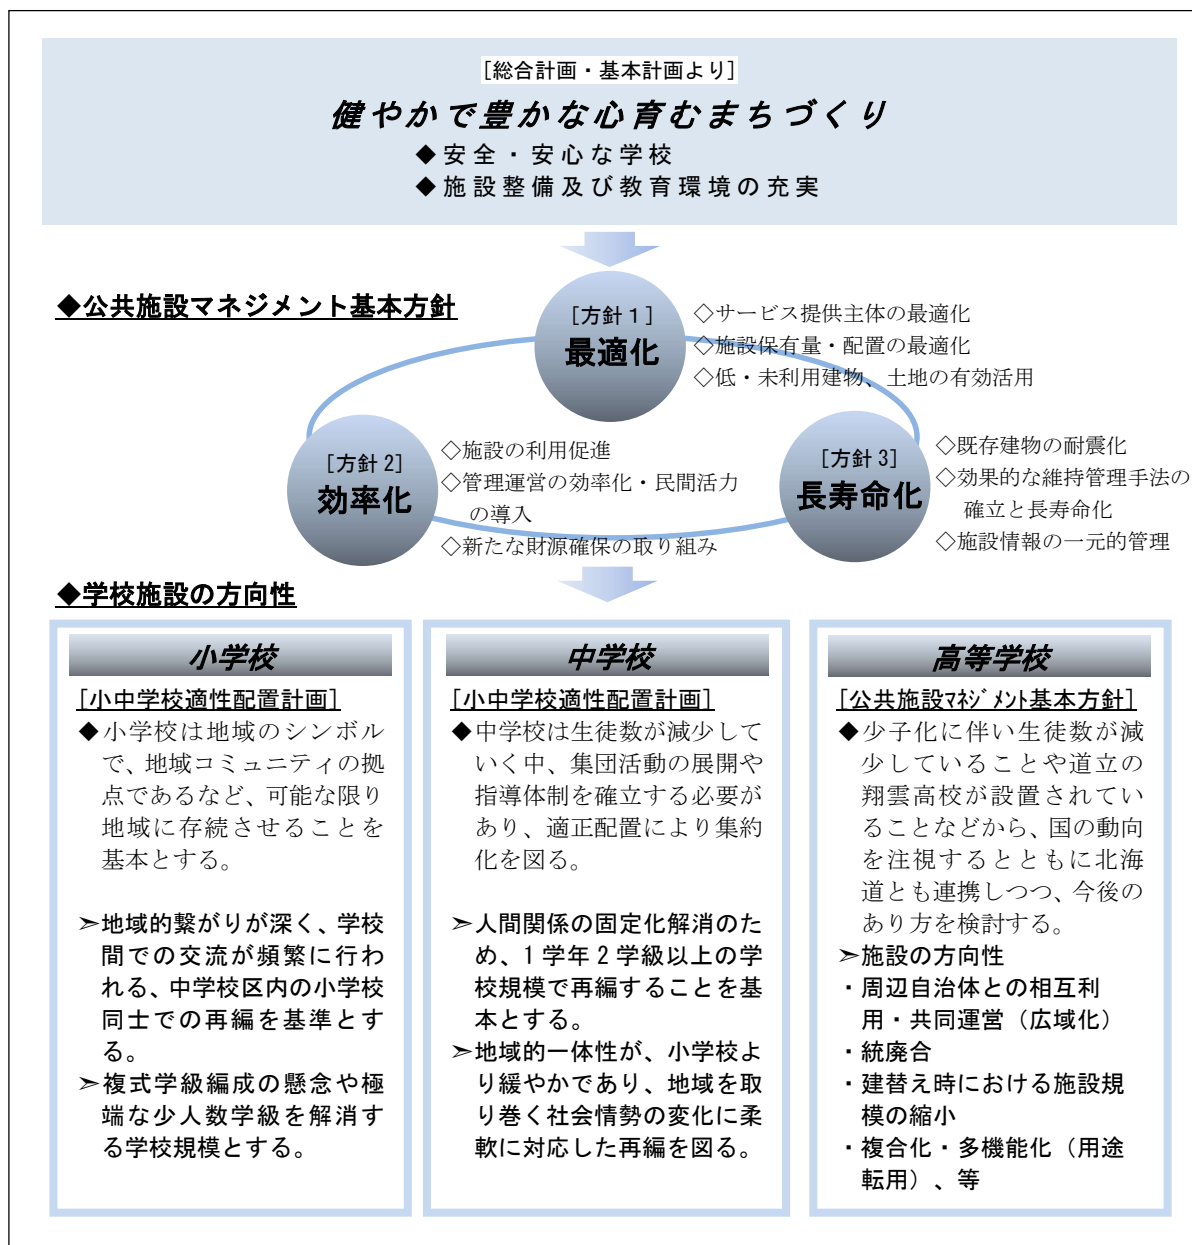 [総合計画・基本計画より]
健やかで豊かな心育むまちづくり
◆安全・安心な学校
◆施設整備及び教育環境の充実
◆公共施設マネジメント基本方針
[方針1]
最適化
◇サービス提供主体の最適化
◇施設保有量・配置の最適化
◇低・未利用建物、土地の有効活用
[方針2]
効率化
◇施設の利用促進
◇管理運営の効率化・民間活力
の導入
◇新たな財源確保の取り組み
[方針3]
長寿命化
◇既存建物の耐震化
◇効果的な維持管理手法の
確立と長寿命化
◇施設情報の一元的管理
◆学校施設の方向性
小学校
[小中学校適性配置計画]
◆小学校は地域のシンボル
で、地域コミュニティの拠
点であるなど、可能な限り
地域に存続させることを
基本とする。
➣地域的繋がりが深く、学校
間での交流が頻繁に行わ
れる、中学校区内の小学校
同士での再編を基準とす
る。
➣複式学級編成の懸念や極
端な少人数学級を解消す
る学校規模とする。
中学校
[小中学校適性配置計画]
◆中学校は生徒数が減少して
いく中、集団活動の展開や
指導体制を確立する必要が
あり、適正配置により集約
化を図る。
➣人間関係の固定化解消のた
め、1学年2学級以上の学
校規模で再編することを基
本とする。
➣地域的一体性が、小学校よ
り緩やかであり、地域を取
り巻く社会情勢の変化に柔
軟に対応した再編を図る。
高等学校
[公共施設ﾏﾈｼﾞﾒﾝﾄ基本方針]
◆少子化に伴い生徒数が減
少していることや道立の
翔雲高校が設置されてい
ることなどから、国の動向
を注視するとともに北海
道とも連携しつつ、今後の
あり方を検討する。
➣施設の方向性
・周辺自治体との相互利
用・共同運営（広域化）
・統廃合
・建替え時における施設規
模の縮小
・複合化・多機能化（用途
転用）、等